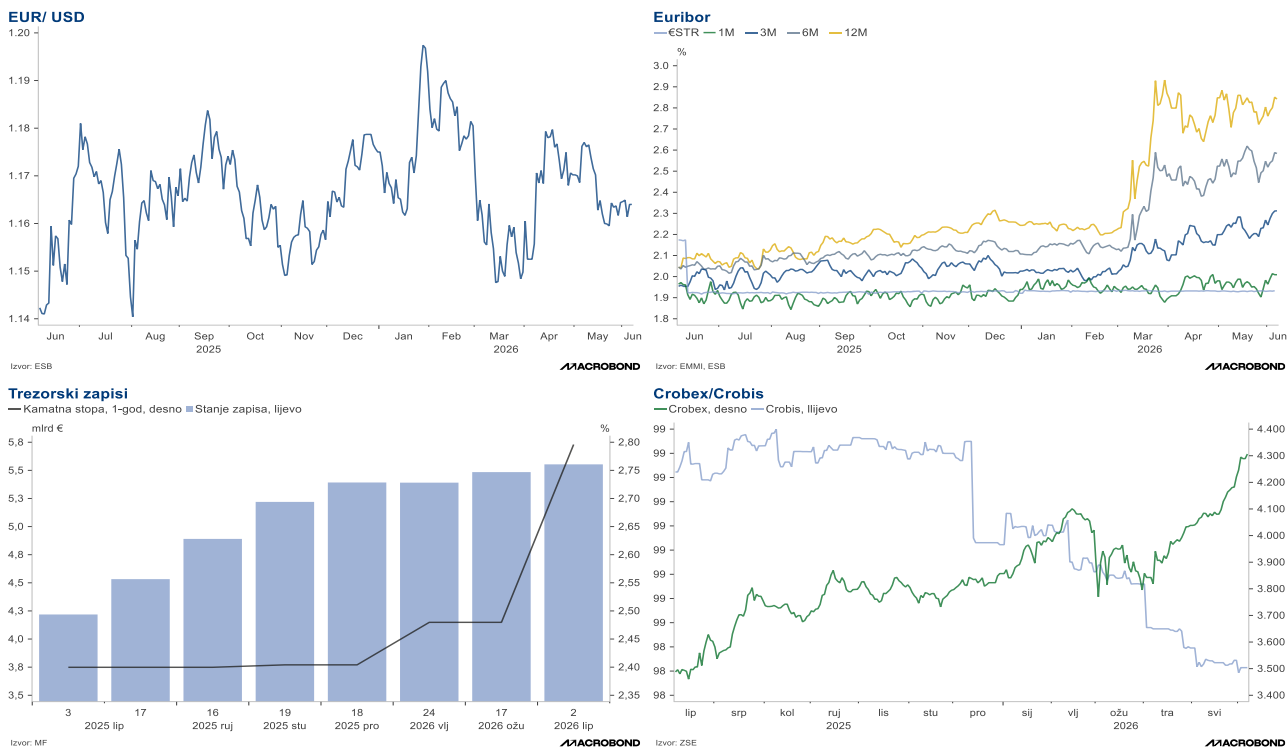 EUR/ USD
1.20
1.19
1.18
1.17
1.16
1.15
1.14
Jun Jul Aug Sep Oct Nov Dec Jan Feb Mar Apr May Jun
2025 2026
Izvor: ESB
MACROBOND
Euribor
€STR 1M 3M 6M 12M
%
3.0
2.9
2.8
2.7
2.6
2.5
2.4
2.3
2.2
2.1
2.0
1.9
1.8
Jun Jul Aug Sep Oct Nov Dec Jan Feb Mar Apr May Jun
2025 2026
Izvor: EMMI, ESB
MACROBOND
Trezorski zapisi
Kamatna stopa, 1-god, desno Stanje zapisa, lijevo
mlrd € %
5,8 2,80
5,5 2,75
5,3 2,70
5,0 2,65
4,8 2,60
4,5 2,55
4,3 2,50
4,0 2,45
3,8 2,40
3,5 2,35
3 17 16 19 18 24 17 2
2025 lip 2025 ruj 2025 stu 2025 pro 2026 vlj 2026 ožu 2026 lip
Izvor: MF
MACROBOND
Crobex/Crobis
Crobex, desno Crobis, llijevo
99 4.400
99 4.300
99 4.200
99 4.100
99 4.000
99
99 3.900
99 3.800
98 3.700
98 3.600
98 3.500
98 3.400
lip srp kol ruj lis stu pro sij vlj ožu tra svi
2025 2026
Izvor: ZSE
MACROBOND